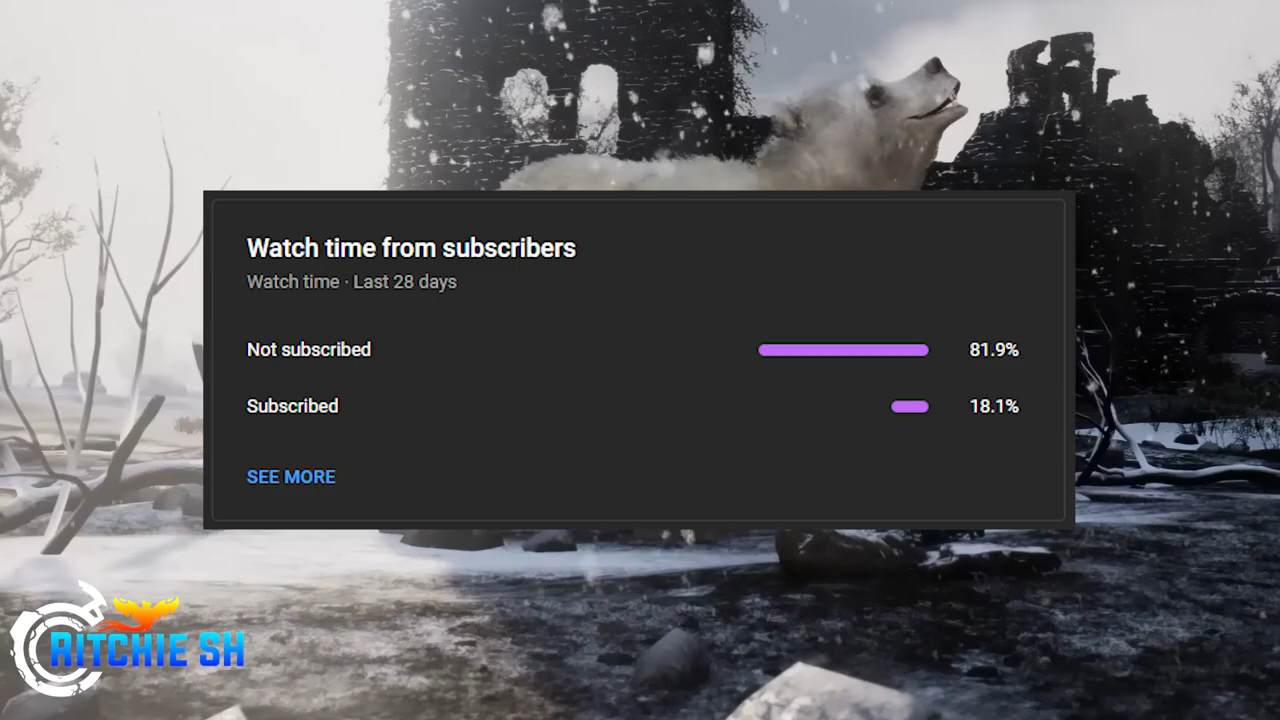 Watch time from subscribers
Watch time · Last 28 days
Not subscribed 81.9%
Subscribed 18.1%
SEE MORE
RITCHIE SH